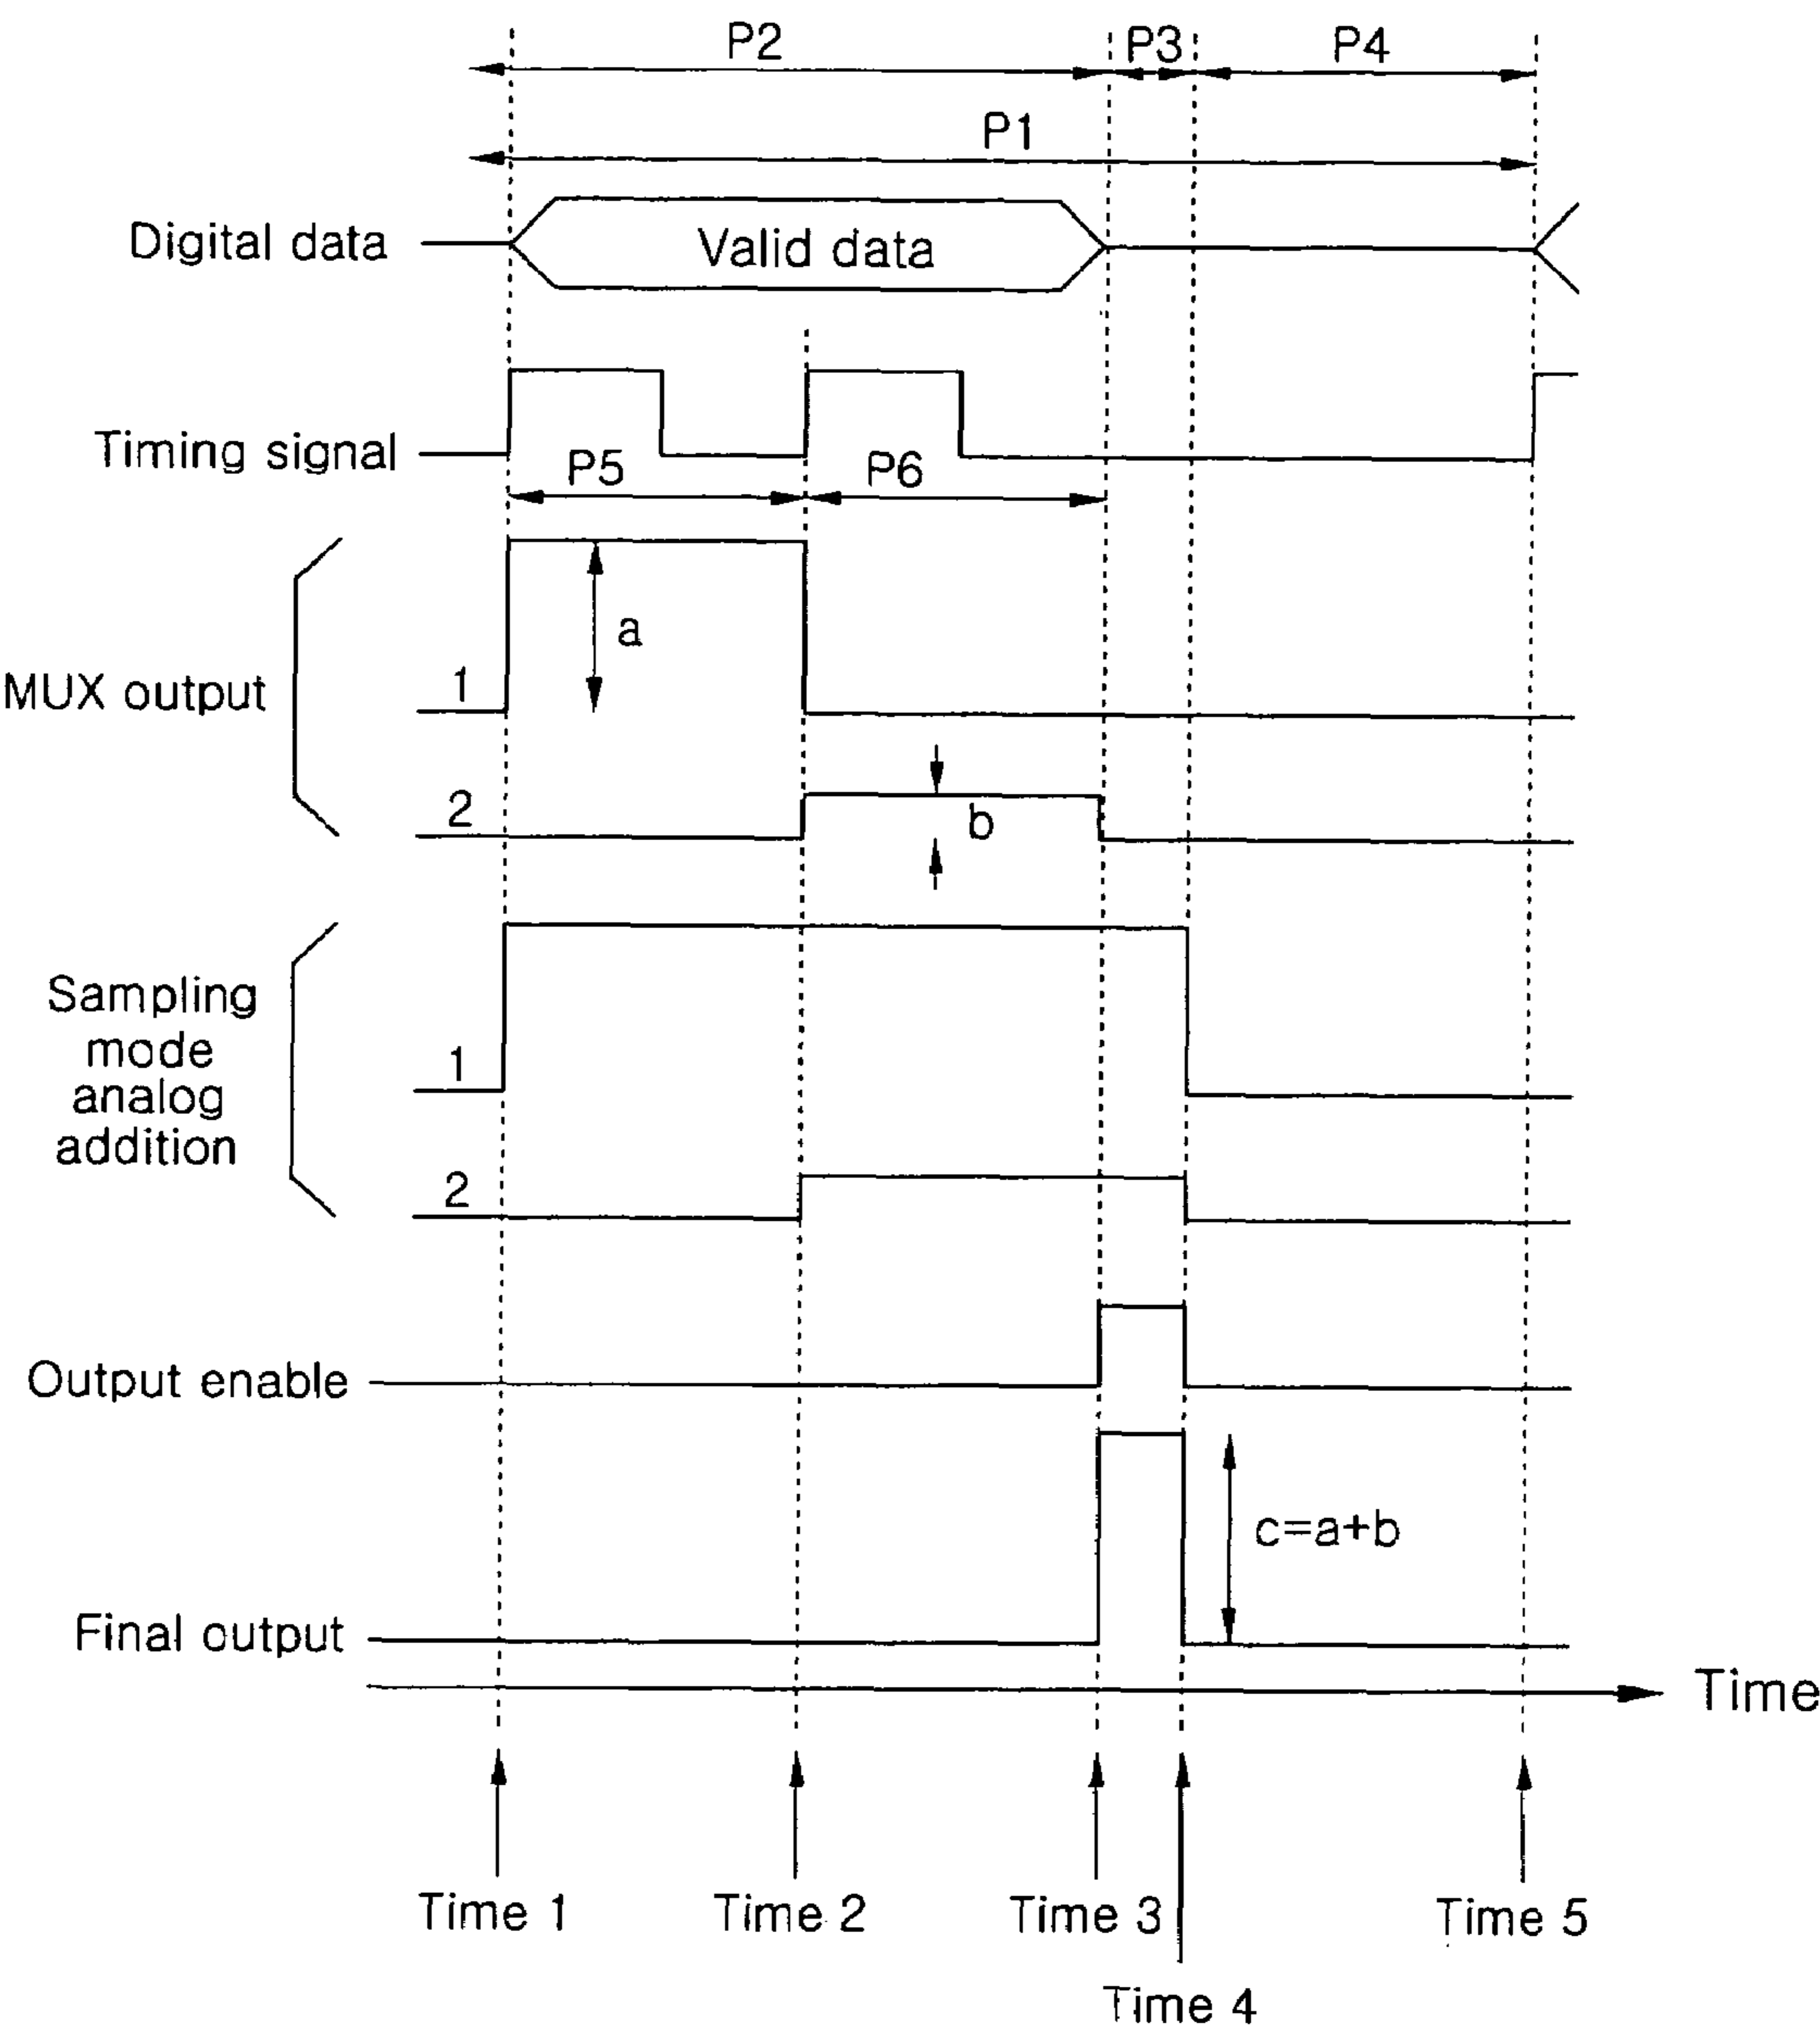 P2
P3
P4
P1
Digital data
Valid data
Timing signal
P5
P6
a
MUX output
1
2
b
Sampling
mode
analog
addition
1
2
Output enable
c=a+b
Final output
Time
Time 1
Time 2
Time 3
Time 5
Time 4